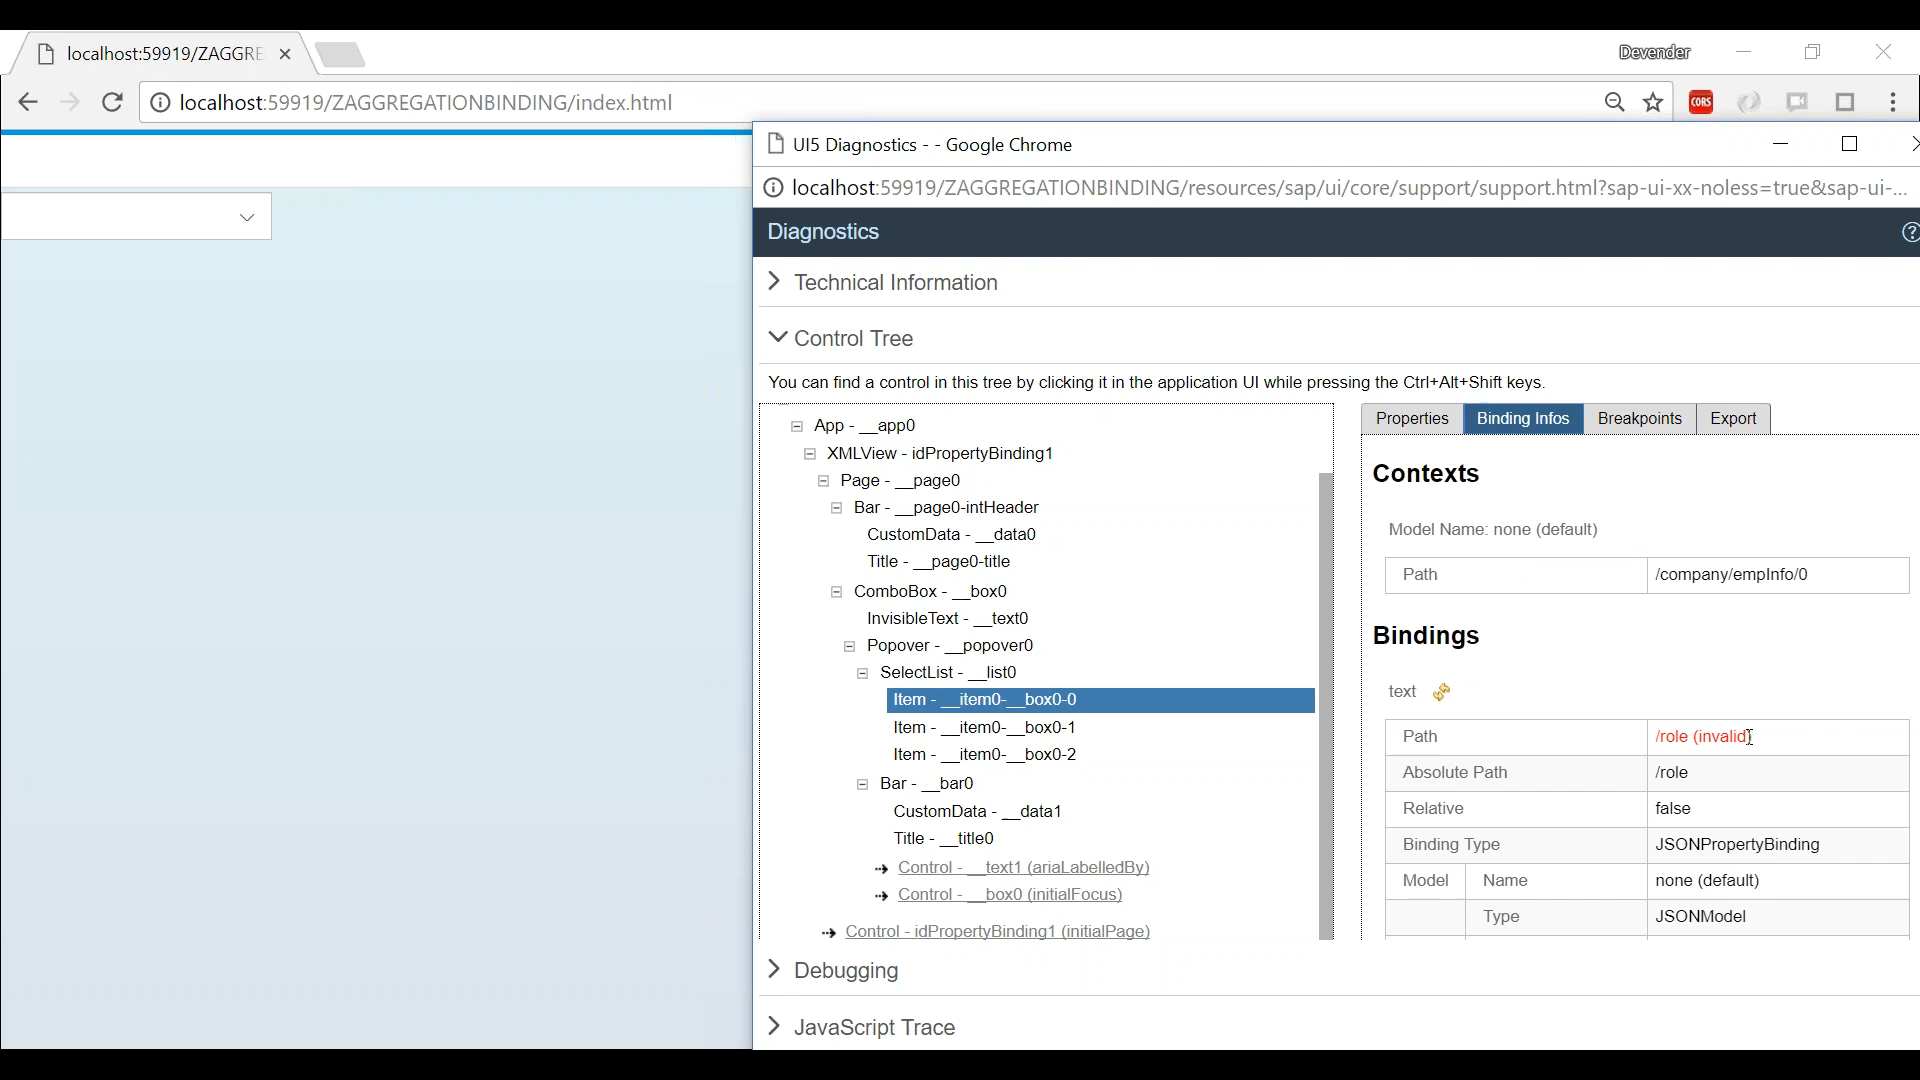 localhost:59919/ZAGGRE
Devender
localhost:59919/ZAGGREGATIONBINDING/index.html
CORS
UI5 Diagnostics - - Google Chrome
localhost:59919/ZAGGREGATIONBINDING/resources/sap/ui/core/support/support.html?sap-ui-xx-noless=true&sap-ui-...
Diagnostics
Technical Information
Control Tree
You can find a control in this tree by clicking it in the application UI while pressing the Ctrl+Alt+Shift keys.
App - __app0
XMLView - idPropertyBinding1
Page - __page0
Bar - __page0-intHeader
CustomData - __data0
Title - __page0-title
ComboBox - __box0
InvisibleText - __text0
Popover - __popover0
SelectList - __list0
Item - __item0-__box0-0
Item - __item0-__box0-1
Item - __item0-__box0-2
Bar - __bar0
CustomData - __data1
Title - __title0
Control - __text1 (ariaLabelledBy)
Control - __box0 (initialFocus)
Control - idPropertyBinding1 (initialPage)
Properties Binding Infos Breakpoints Export
Contexts
Model Name: none (default)
Path /company/empInfo/0
Bindings
text
Path /role (invalid)
Absolute Path /role
Relative false
Binding Type JSONPropertyBinding
Model Name none (default)
Type JSONModel
Debugging
JavaScript Trace